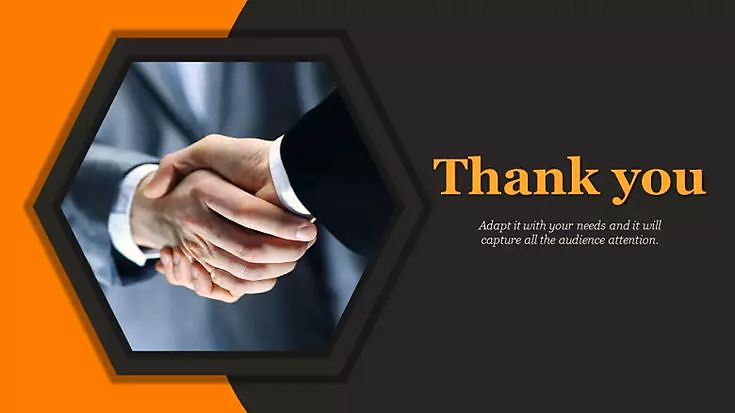 Thank you
Adapt it with your needs and it will
capture all the audience attention.